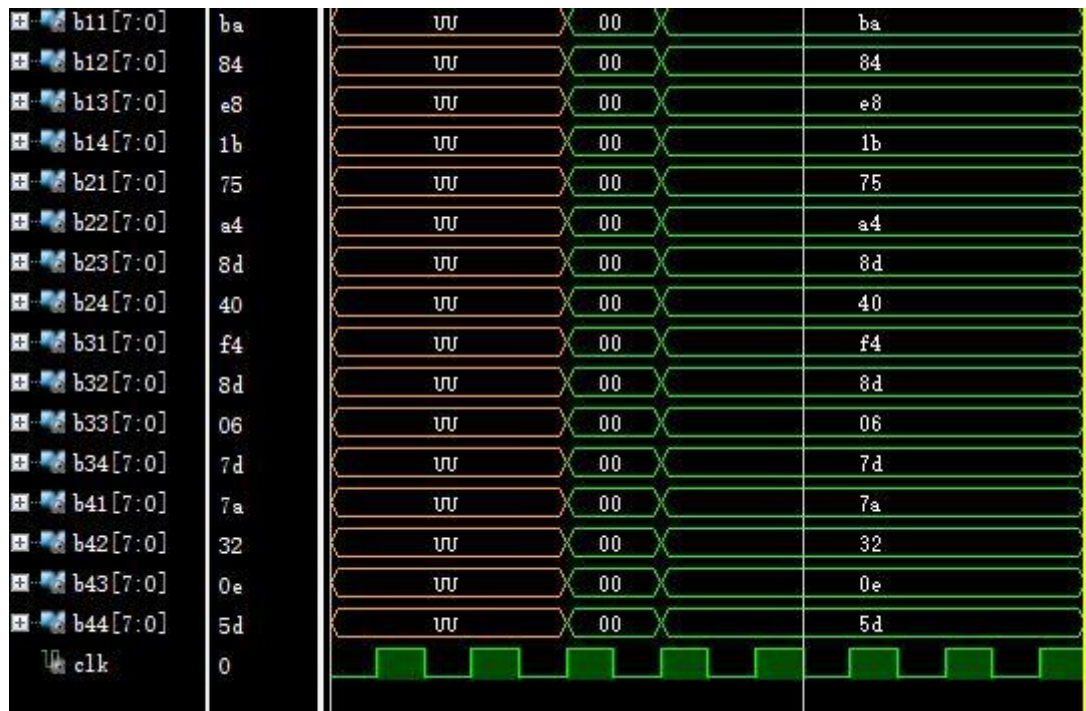 b11[7:0] ba UU 00 ba
b12[7:0] 84 UU 00 84
b13[7:0] e8 UU 00 e8
b14[7:0] 1b UU 00 1b
b21[7:0] 75 UU 00 75
b22[7:0] a4 UU 00 a4
b23[7:0] 8d UU 00 8d
b24[7:0] 40 UU 00 40
b31[7:0] f4 UU 00 f4
b32[7:0] 8d UU 00 8d
b33[7:0] 06 UU 00 06
b34[7:0] 7d UU 00 7d
b41[7:0] 7a UU 00 7a
b42[7:0] 32 UU 00 32
b43[7:0] 0e UU 00 0e
b44[7:0] 5d UU 00 5d
clk 0